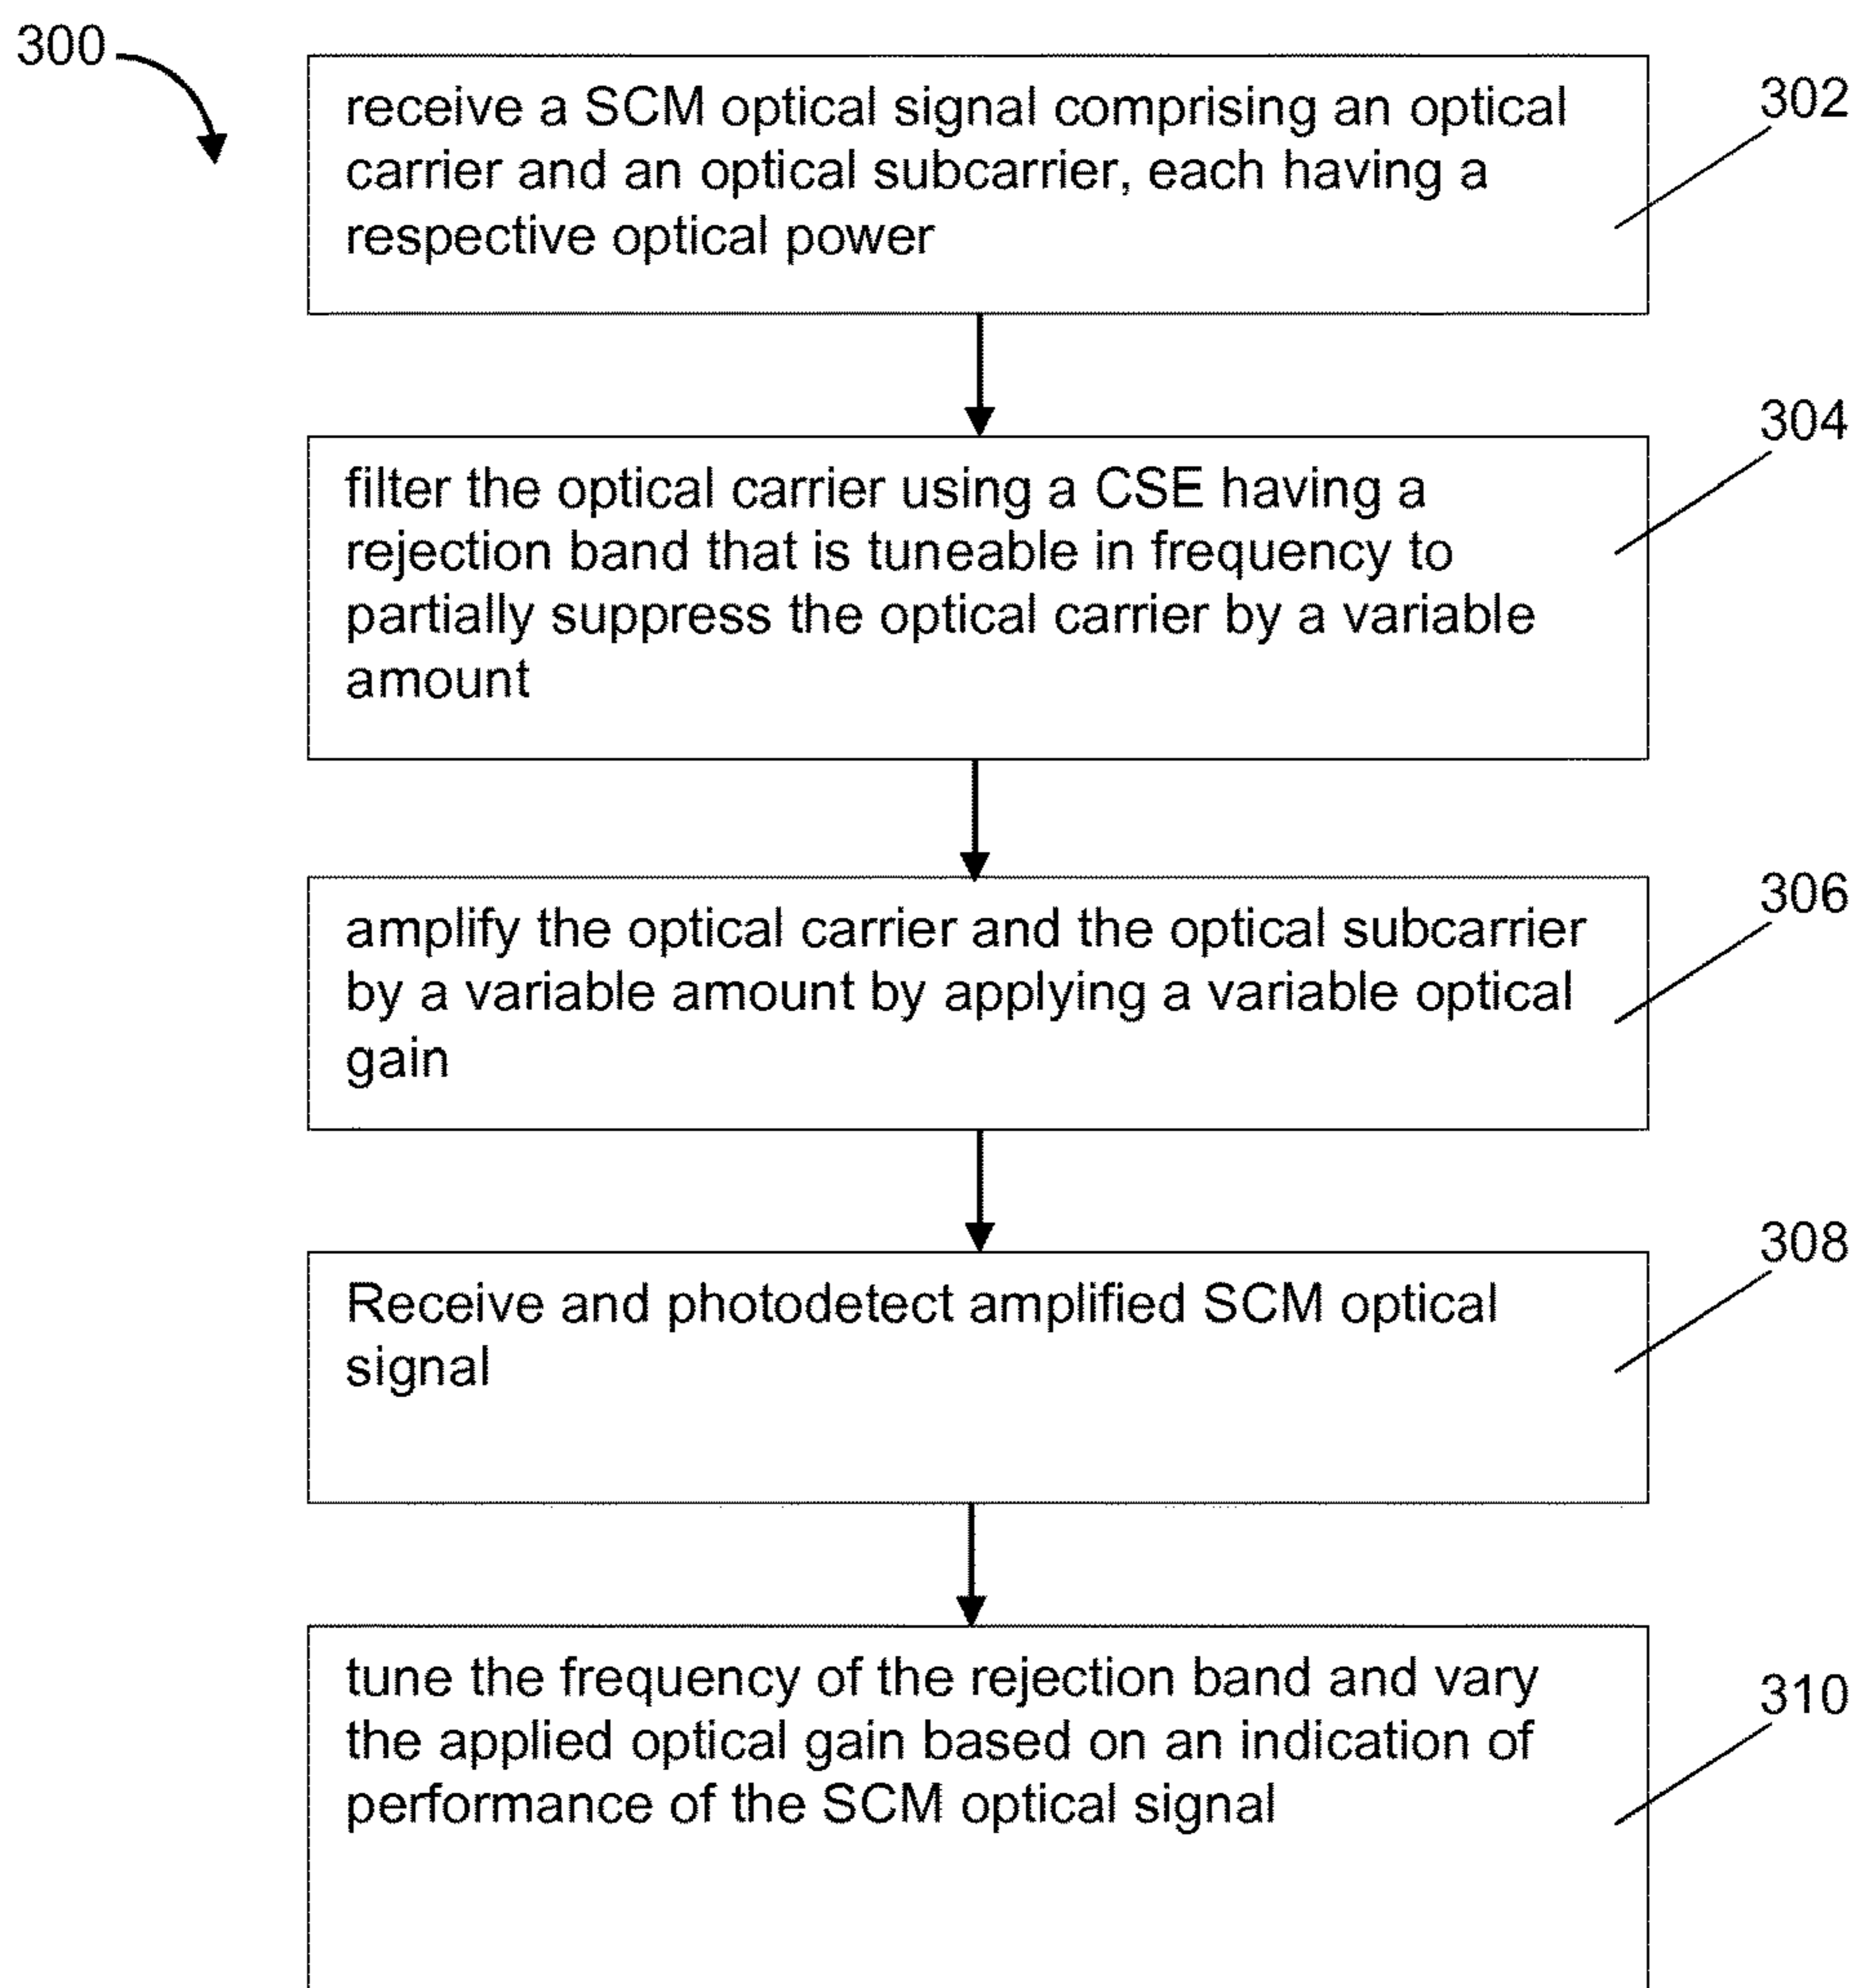 300
receive a SCM optical signal comprising an optical
carrier and an optical subcarrier, each having a
respective optical power
302
filter the optical carrier using a CSE having a
rejection band that is tuneable in frequency to
partially suppress the optical carrier by a variable
amount
304
amplify the optical carrier and the optical subcarrier
by a variable amount by applying a variable optical
gain
306
Receive and photodetect amplified SCM optical
signal
308
tune the frequency of the rejection band and vary
the applied optical gain based on an indication of
performance of the SCM optical signal
310